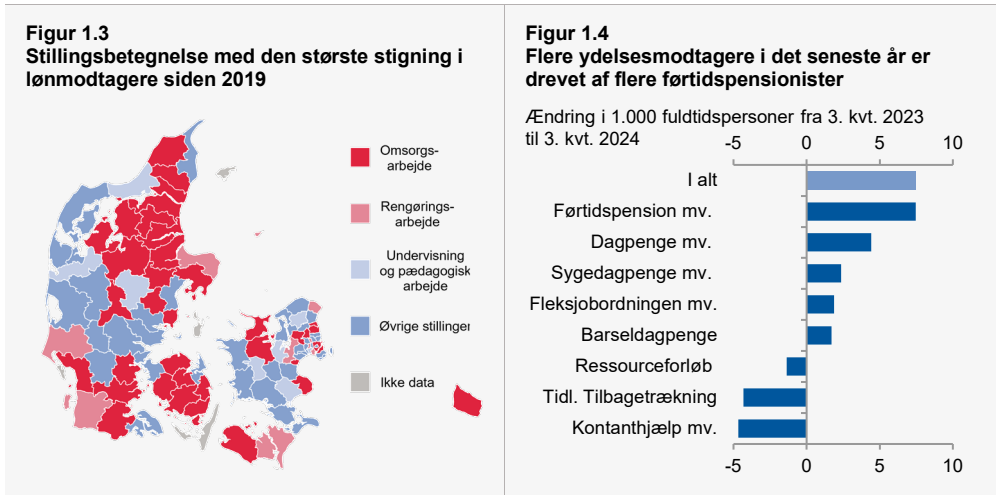 Figur 1.3
Stillingsbetegnelse med den største stigning i
lønmodtagere siden 2019
Omsorgs-
arbejde
Rengørings-
arbejde
Undervisning
og pædagogisk
arbejde
Øvrige stillinger
Ikke data
Figur 1.4
Flere ydelsesmodtagere i det seneste år er
drevet af flere førtidspensionister
Ændring i 1.000 fuldtidspersoner fra 3. kvt. 2023
til 3. kvt. 2024
-5 0 5 10
I alt
Førtidspension mv.
Dagpenge mv.
Sygedagpenge mv.
Fleksjobordningen mv.
Barseldagpenge
Ressourceforløb
Tidl. Tilbagetrækning
Kontanthjælp mv.
-5 0 5 10